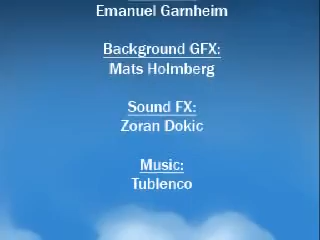 Emanuel Garnheim
Background GFX:
Mats Holmberg
Sound FX:
Zoran Dokic
Music:
Tublenco